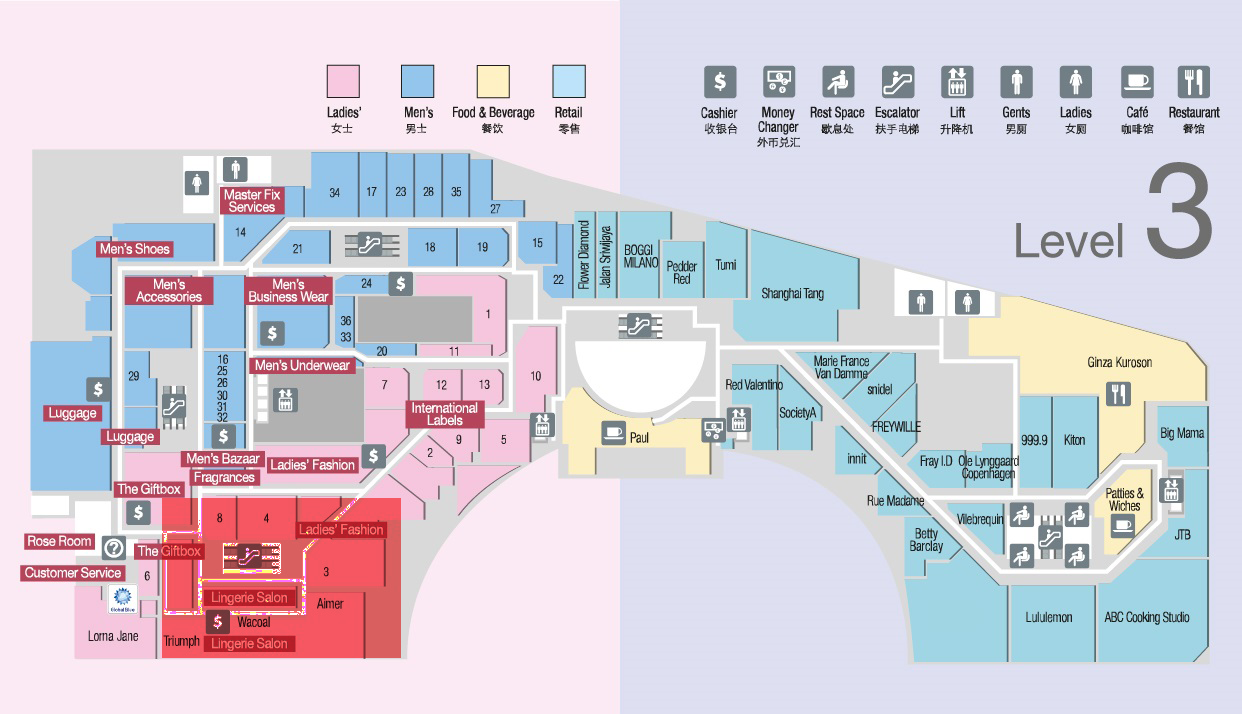 Ladies'
女士
Men's
男士
Food & Beverage
餐饮
Retail
零售
Cashier
收银台
Money
Changer
外币兑汇
Rest Space
歇息处
Escalator
扶手电梯
Lift
升降机
Gents
男厕
Ladies
女厕
Café
咖啡馆
Restaurant
餐馆
Level 3
Master Fix
Services
34
17
23
28
35
27
14
21
18
19
15
22
Men's Shoes
Men's
Accessories
Men's
Business Wear
24
36
33
20
1
11
Flower Diamond
Jalan Sriwijaya
BOGGI
MILANO
Pedder
Red
Tumi
Shanghai Tang
29
16
25
26
30
31
32
Men's Underwear
7
12
13
10
International
Labels
9
5
2
Luggage
Luggage
Men's Bazaar
Fragrances
Ladies' Fashion
The Giftbox
8
4
Ladies' Fashion
Rose Room
The Giftbox
Customer Service
6
3
GlobalBlue
Lingerie Salon
Aimer
Wacoal
Lorna Jane
Triumph
Lingerie Salon
Paul
Red Valentino
SocietyA
Marie France
Van Damme
snidel
FREYWILLE
innit
Fray I.D
Ole Lynggaard
Copenhagen
Rue Madame
Betty
Barclay
Vilebrequin
999.9
Kiton
Ginza Kuroson
Big Mama
Patties &
Wiches
JTB
Lululemon
ABC Cooking Studio